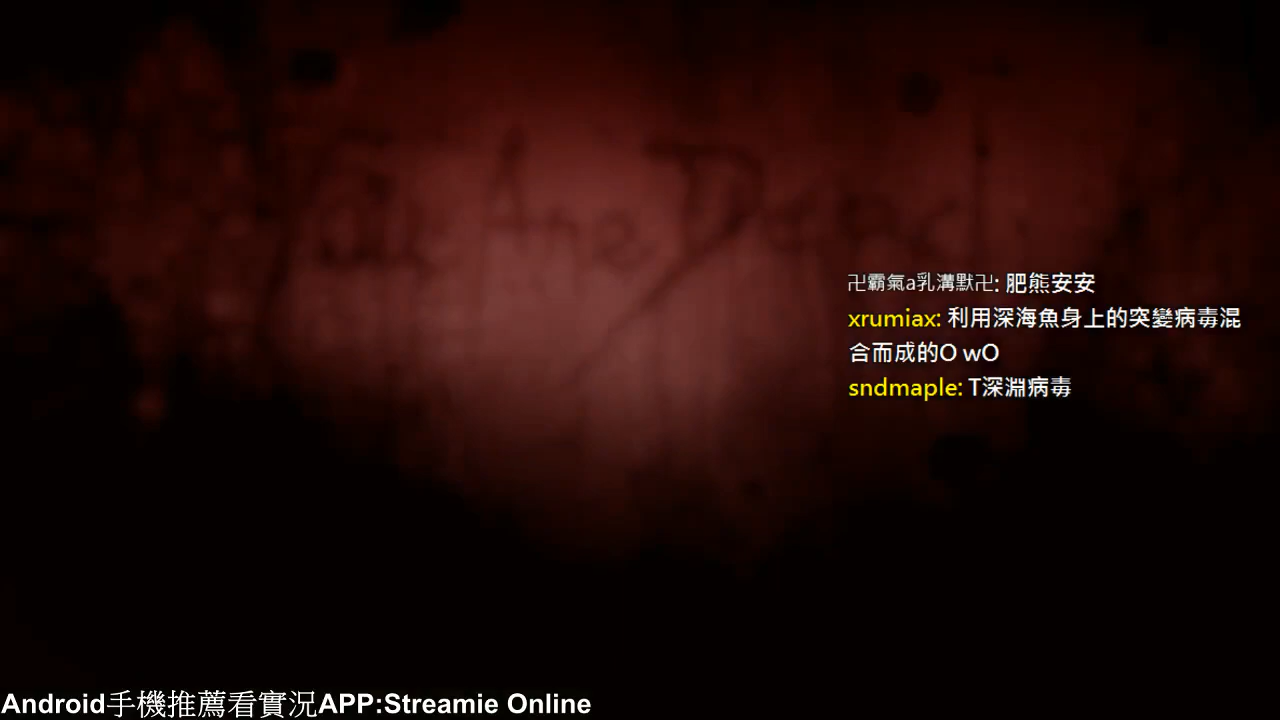 You Are Dead
卍霸氣a乳溝默卍: 肥熊安安
xrumiax: 利用深海魚身上的突變病毒混
合而成的O wO
sndmaple: T深淵病毒
Android手機推薦看實況APP:Streamie Online